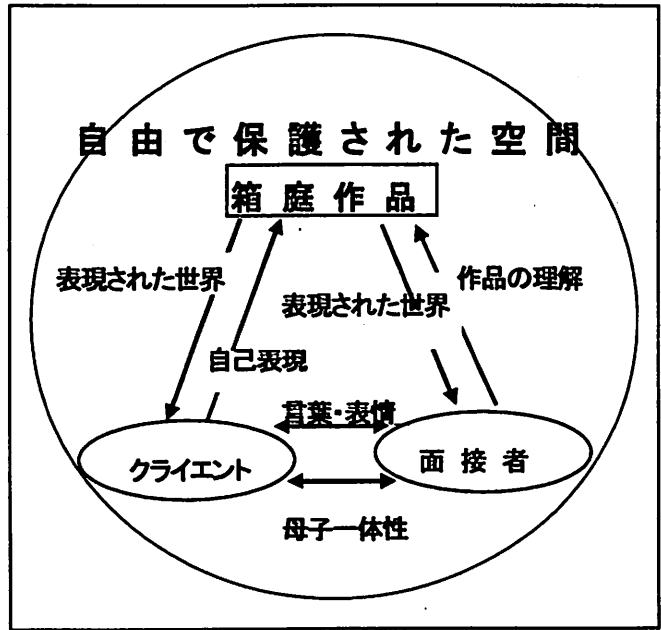 自由で保護された空間
箱庭作品
表現された世界
作品の理解
表現された世界
自己表現
言葉・表情
クライエント
面接者
母子一体性